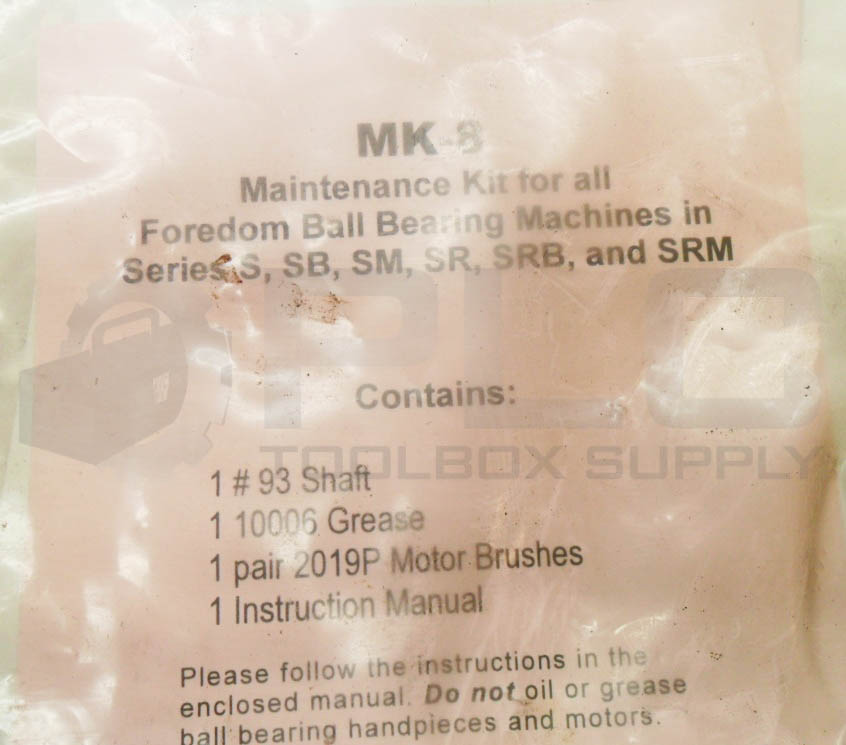 MK-8
Maintenance Kit for all
Foredom Ball Bearing Machines in
Series S, SB, SM, SR, SRB, and SRM
Contains:
1 # 93 Shaft
1 10006 Grease
1 pair 2019P Motor Brushes
1 Instruction Manual
Please follow the instructions in the
enclosed manual. Do not oil or grease
ball bearing handpieces and motors.
PLC
TOOLBOX SUPPLY